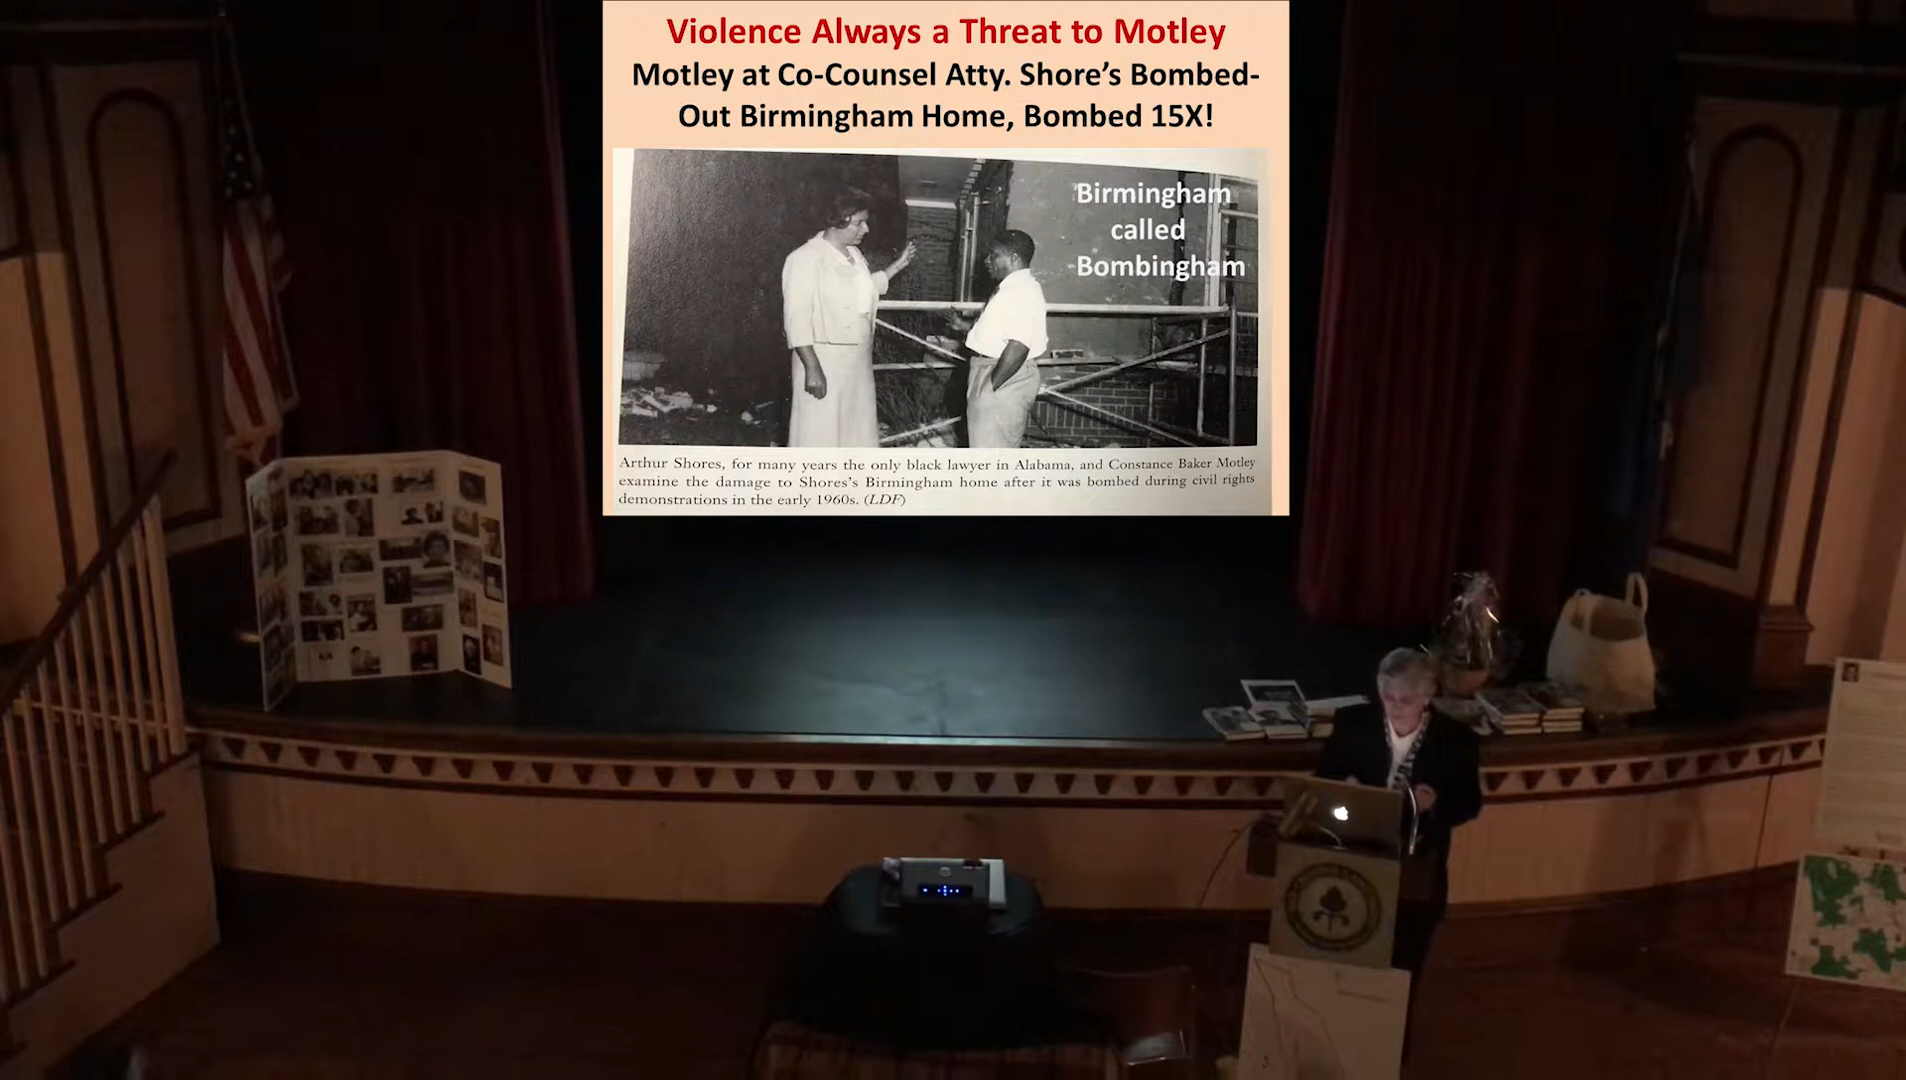 Violence Always a Threat to Motley
Motley at Co-Counsel Atty. Shore's Bombed-
Out Birmingham Home, Bombed 15X!
Birmingham
called
Bombingham
Arthur Shores, for many years the only black lawyer in Alabama, and Constance Baker Motley
examine the damage to Shores's Birmingham home after it was bombed during civil rights
demonstrations in the early 1960s. (LDF)